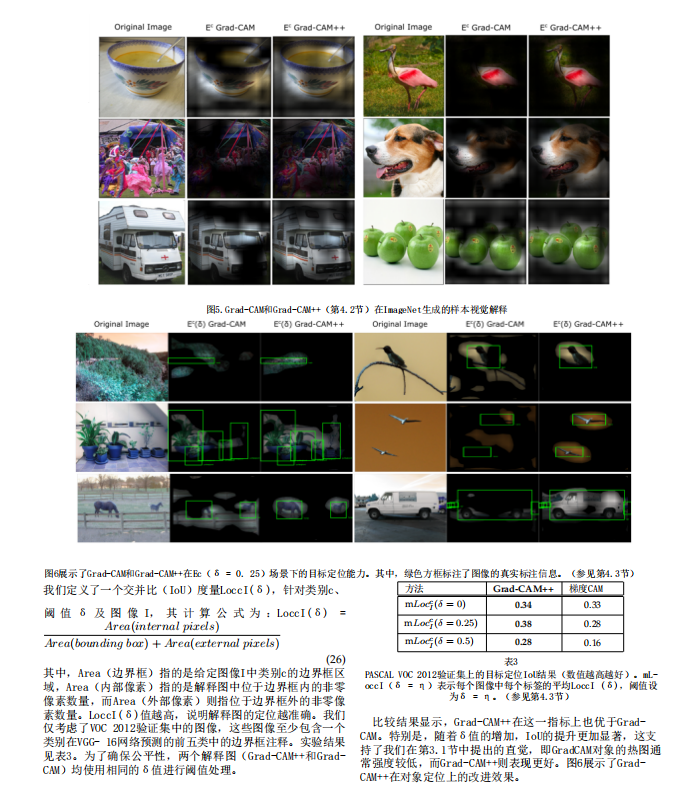 Original Image E^c Grad-CAM E^c Grad-CAM++ Original Image E^c Grad-CAM E^c Grad-CAM++
图5.Grad-CAM和Grad-CAM++（第4.2节）在ImageNet生成的样本视觉解释
Original Image E^c(δ) Grad-CAM E^c(δ) Grad-CAM++ Original Image E^c(δ) Grad-CAM E^c(δ) Grad-CAM++
图6展示了Grad-CAM和Grad-CAM++在Ec（δ = 0. 25）场景下的目标定位能力。其中，绿色方框标注了图像的真实标注信息。（参见第4.3节）
我们定义了一个交并比（IoU）度量LoccI(δ)，针对类别c、
阈值δ及图像I，其计算公式为：LoccI(δ) =
Area(internal pixels)
Area(bounding box) + Area(external pixels)
(26)
其中，Area（边界框）指的是给定图像I中类别c的边界框区
域，Area（内部像素）指的是解释图中位于边界框内的非零
像素数量，而Area（外部像素）则指位于边界框外的非零像
素数量。LoccI(δ)值越高，说明解释图的定位越准确。我们
仅考虑了VOC 2012验证集中的图像，这些图像至少包含一个
类别在VGG- 16网络预测的前五类中的边界框注释。实验结果
见表3。为了确保公平性，两个解释图（Grad-CAM++和Grad-
CAM）均使用相同的δ值进行阈值处理。
方法 Grad-CAM++ 梯度CAM
mLoc^c_I(δ = 0) 0.34 0.33
mLoc^c_I(δ = 0.25) 0.38 0.28
mLoc^c_I(δ = 0.5) 0.28 0.16
表3
PASCAL VOC 2012验证集上的目标定位IoU结果（数值越高越好）。mL-
occI（δ = η）表示每个图像中每个标签的平均LoccI（δ），阈值设
为δ = η。（参见第4.3节）
比较结果显示，Grad-CAM++在这一指标上也优于Grad-
CAM。特别是，随着δ值的增加，IoU的提升更加显著，这支
持了我们在第3.1节中提出的直觉，即GradCAM对象的热图通
常强度较低，而Grad-CAM++则表现更好。图6展示了Grad-
CAM++在对象定位上的改进效果。